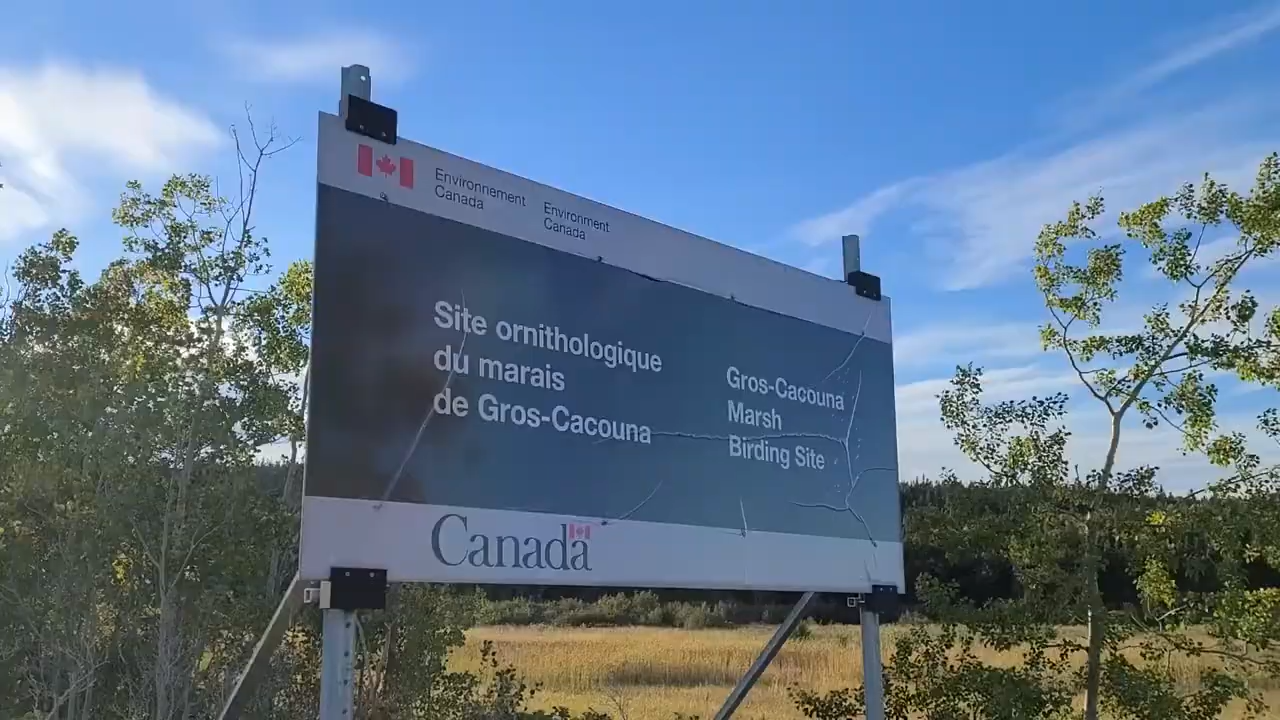 Environnement
Canada
Environment
Canada
Site ornithologique
du marais
de Gros-Cacouna
Gros-Cacouna
Marsh
Birding Site
Canada